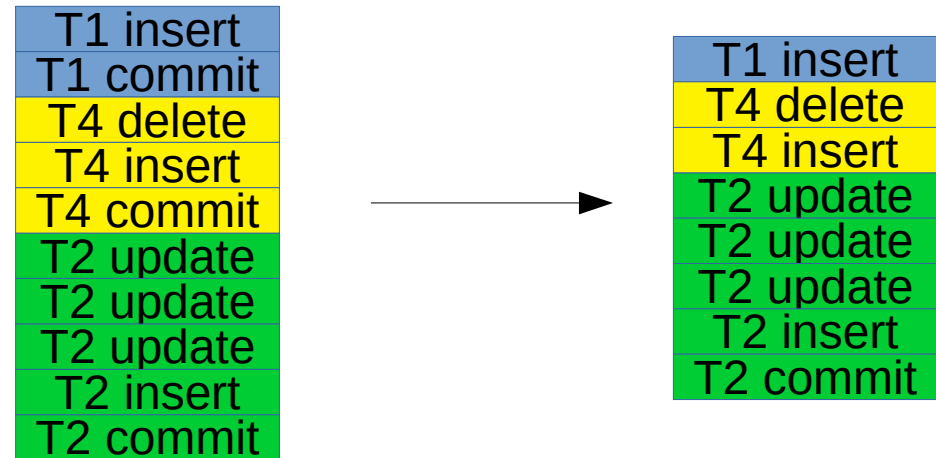 T1 insert
T1 commit
T4 delete
T4 insert
T4 commit
T2 update
T2 update
T2 update
T2 insert
T2 commit
T1 insert
T4 delete
T4 insert
T2 update
T2 update
T2 update
T2 insert
T2 commit